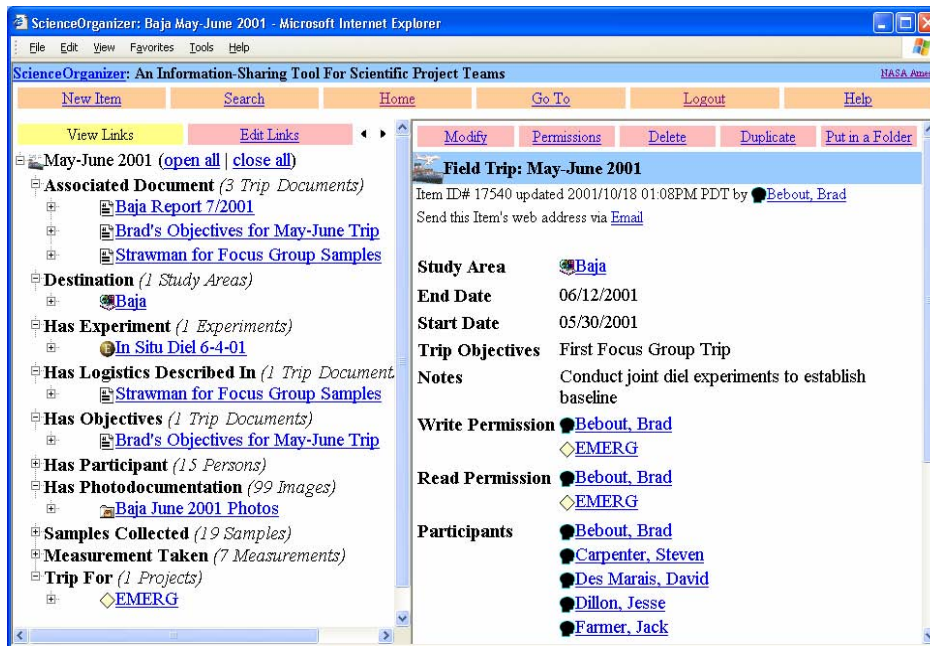 ScienceOrganizer: Baja May-June 2001 - Microsoft Internet Explorer
File Edit View Favorites Tools Help
ScienceOrganizer: An Information-Sharing Tool For Scientific Project Teams
NASA Ames
New Item Search Home Go To Logout Help
View Links Edit Links
May-June 2001 (open all | close all)
Associated Document (3 Trip Documents)
Baja Report 7/2001
Brad's Objectives for May-June Trip
Strawman for Focus Group Samples
Destination (1 Study Areas)
Baja
Has Experiment (1 Experiments)
In Situ Diel 6-4-01
Has Logistics Described In (1 Trip Document
Strawman for Focus Group Samples
Has Objectives (1 Trip Documents)
Brad's Objectives for May-June Trip
Has Participant (15 Persons)
Has Photodocumentation (99 Images)
Baja June 2001 Photos
Samples Collected (19 Samples)
Measurement Taken (7 Measurements)
Trip For (1 Projects)
EMERG
Modify Permissions Delete Duplicate Put in a Folder
Field Trip: May-June 2001
Item ID# 17540 updated 2001/10/18 01:08PM PDT by Bebout, Brad
Send this Item's web address via Email
Study Area Baja
End Date 06/12/2001
Start Date 05/30/2001
Trip Objectives First Focus Group Trip
Notes Conduct joint diel experiments to establish
baseline
Write Permission Bebout, Brad
EMERG
Read Permission Bebout, Brad
EMERG
Participants Bebout, Brad
Carpenter, Steven
Des Marais, David
Dillon, Jesse
Farmer, Jack